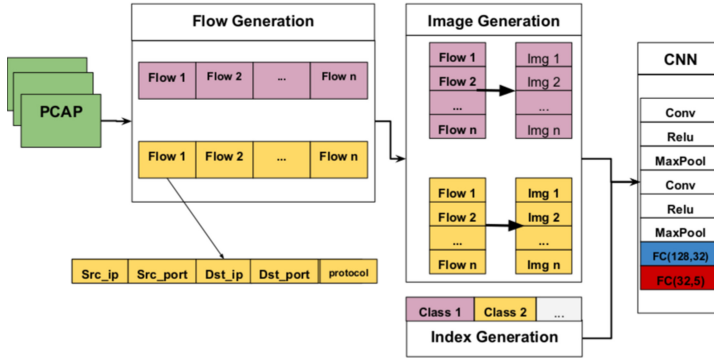 Flow Generation
Flow 1 Flow 2 ... Flow n
PCAP
Flow 1 Flow 2 ... Flow n
Src_ip Src_port Dst_ip Dst_port protocol
Image Generation
Flow 1 Img 1
Flow 2 Img 2
... ...
Flow n Img n
Flow 1 Img 1
Flow 2 Img 2
... ...
Flow n Img n
Class 1 Class 2 ...
Index Generation
CNN
Conv
Relu
MaxPool
Conv
Relu
MaxPool
FC(128,32)
FC(32,5)